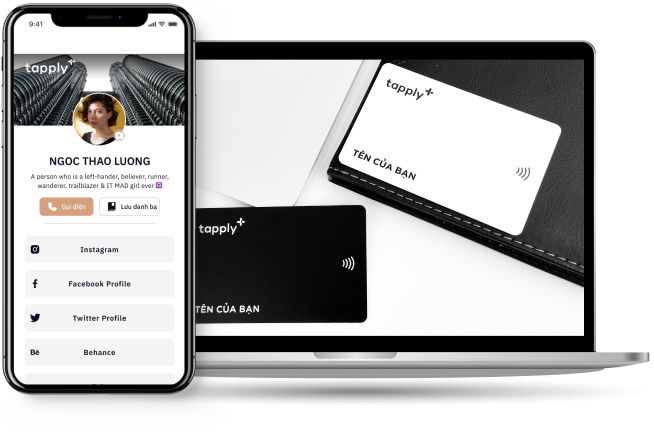 9:41
tapply+
NGOC THAO LUONG
A person who is a left-hander, believer, runner,
wanderer, trailblazer & IT MAD girl ever
Gọi điện
Lưu danh bạ
Instagram
Facebook Profile
Twitter Profile
Bē Behance
tapply+
TÊN CỦA BẠN
tapply+
TÊN CỦA BẠN